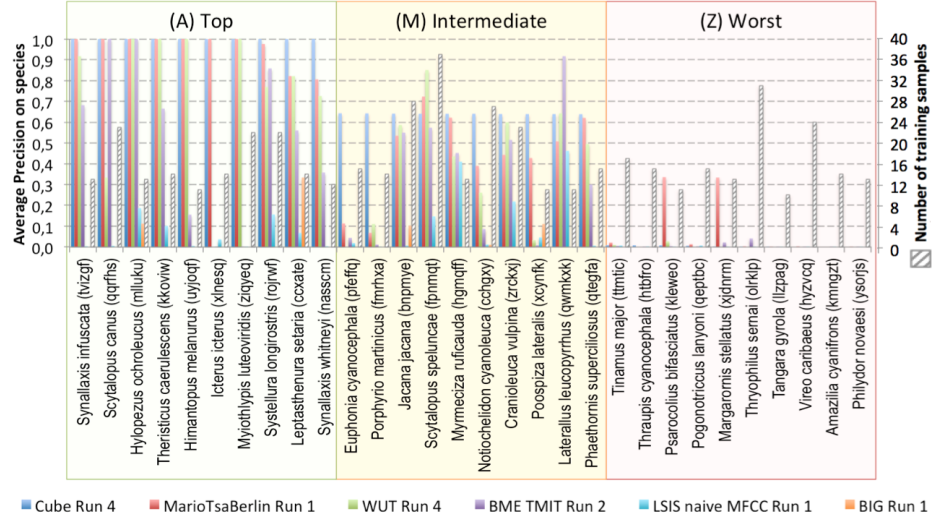 (A) Top
(M) Intermediate
(Z) Worst
Average Precision on species
1,0
0,9
0,8
0,7
0,6
0,5
0,4
0,3
0,2
0,1
0,0
40
36
32
28
24
20
16
12
8
4
0
Number of training samples
Synallaxis infuscata (tvizgf)
Scytalopus canus (qqrfhs)
Hylopezus ochroleucus (mlluku)
Theristicus caerulescens (kkoviw)
Himantopus melanurus (uyjoqf)
Icterus icterus (xlnesq)
Myiothlypis luteoviridis (ziqyeq)
Systellura longirostris (rojrwf)
Leptasthenura setaria (ccxate)
Synallaxis whitneyi (nasscm)
Euphonia cyanocephala (pfeffq)
Porphyrio martinicus (fmrhxa)
Jacana jacana (bnpmye)
Scytalopus speluncae (fpnmqt)
Myrmeciza ruficauda (hgmqff)
Notiochelidon cyanoleuca (cchgxy)
Cranioleuca vulpina (zrckxj)
Poospiza lateralis (xcynfk)
Laterallus leucopyrrhus (qwmkxk)
Phaethornis superciliosus (qtegfa)
Tinamus major (ttmtic)
Thraupis cyanocephala (htbfro)
Psarocolius bifasciatus (kleweo)
Pogonotriccus lanyoni (qeptbc)
Margarornis stellatus (xjdnrm)
Thryophilus sernai (olrklp)
Tangara gyrola (llzpag)
Vireo caribaeus (hyzvcq)
Amazilia cyanifrons (kmngzt)
Philydor novaesi (ysorjs)
Cube Run 4 MarioTsaBerlin Run 1 WUT Run 4 BME TMIT Run 2 LSIS naive MFCC Run 1 BIG Run 1